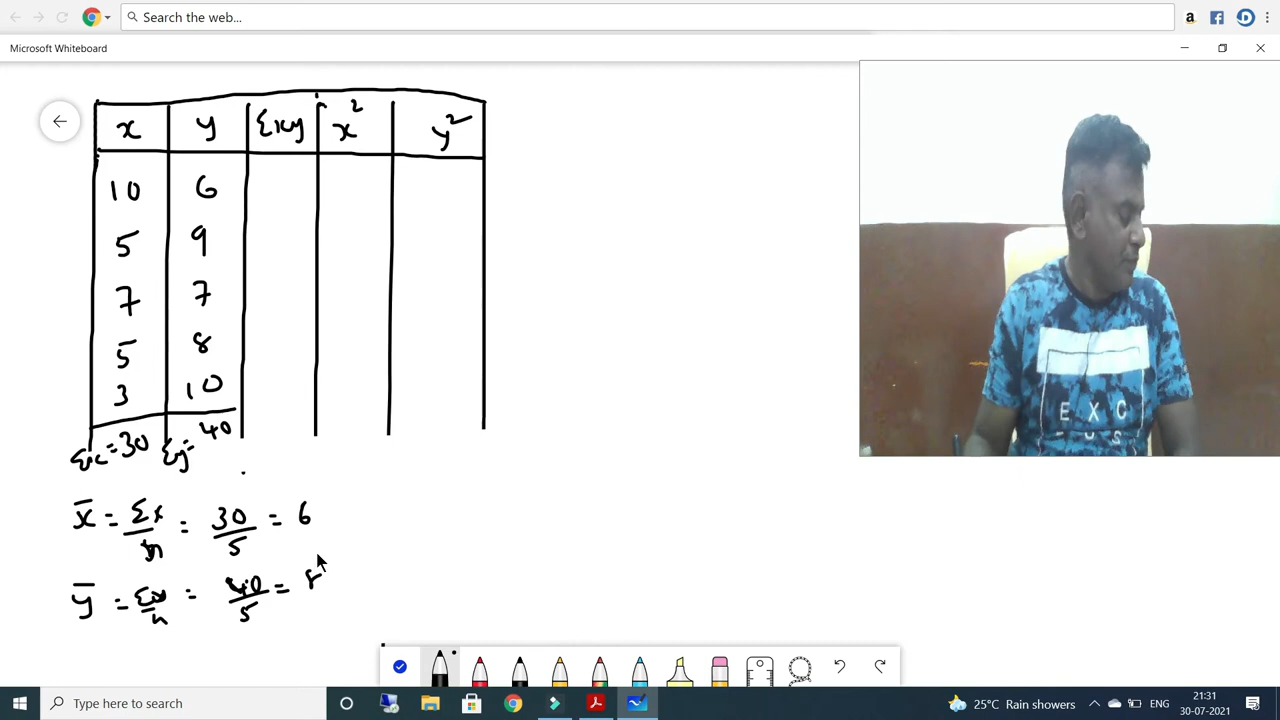 Search the web...
Microsoft Whiteboard
x y Σxy x² y²
10 6
5 9
7 7
5 8
3 10
Σx=30 Σy=40
x̄ = Σx/n = 30/5 = 6
ȳ = Σy/n = 40/5 = 8
EXC
US
Type here to search
25°C Rain showers
ENG
21:31
30-07-2021